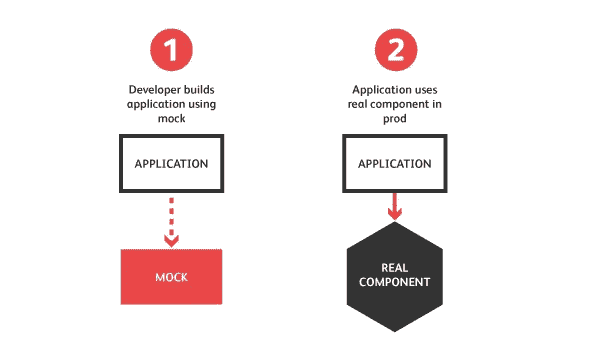 1
Developer builds
application using
mock
APPLICATION
MOCK
2
Application uses
real component in
prod
APPLICATION
REAL
COMPONENT